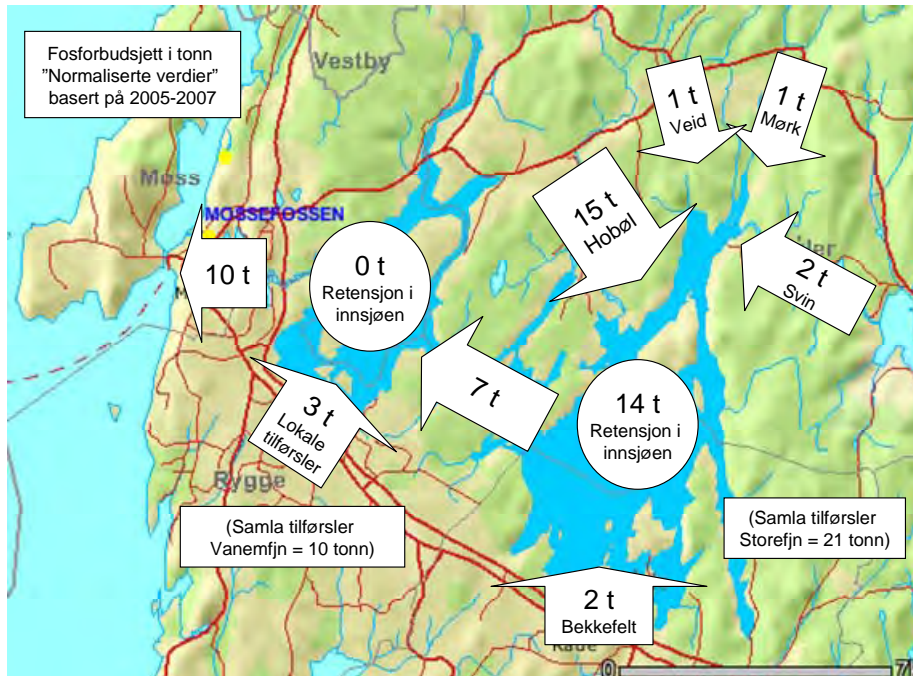 Fosforbudsjett i tonn
"Normaliserte verdier"
basert på 2005-2007
Vestby
1 t
Veid
1 t
Mørk
Møss
MOSSEFOSSEN
15 t
Hobøl
2 t
Svin
10 t
0 t
Retensjon i
innsjøen
7 t
14 t
Retensjon i
innsjøen
3 t
Lokale
tilførsler
Rygge
(Samla tilførsler
Vanemfjn = 10 tonn)
(Samla tilførsler
Storefjn = 21 tonn)
2 t
Bekkefelt
0